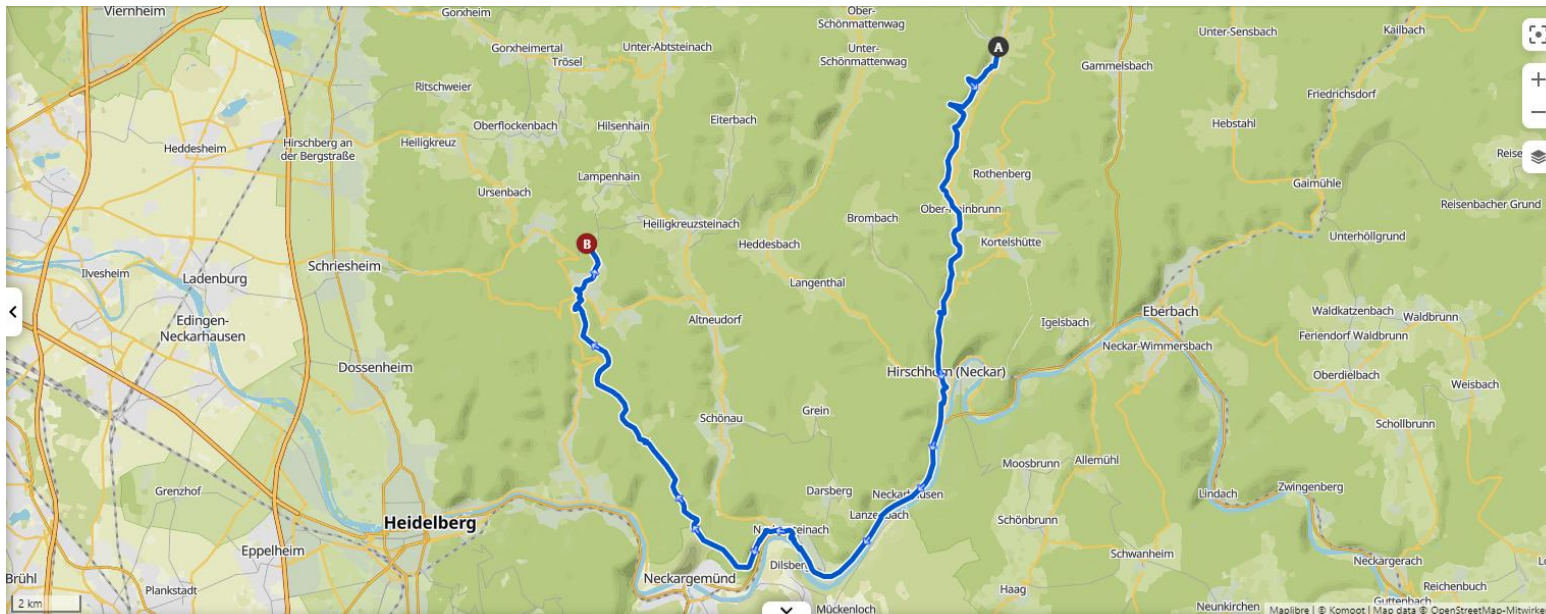 Viernheim
Gorxheim
Ober-
Schönmattenwag
Kailbach
Unter-Sensbach
Gorxheimertal
Trösel
Unter-Abtsteinach
Unter-
Schönmattenwag
A
Gammelsbach
Ritschweier
Friedrichsdorf
Oberflockenbach
Hilsenhain
Eiterbach
Hebstahl
Heddesheim
Hirschberg an
der Bergstraße
Heiligkreuz
Reise
Lampenhain
Rothenberg
Gaimühle
Ursenbach
Reisenbacher Grund
Brombach
Heiligkreuzsteinach
Unterhöllgrund
B
Heddesbach
Kortelshütte
Schriesheim
Ilvesheim
Ladenburg
Langenthal
Edingen-
Neckarhausen
Altneudorf
Igelsbach
Eberbach
Waldkatzenbach
Waldbrunn
Feriendorf Waldbrunn
Neckar-Wimmersbach
Dossenheim
Oberdielbach
Weisbach
Schönau
Grein
Schollbrunn
Moosbrunn
Allemühl
Grenzhof
Darsberg
Lindach
Zwingenberg
Heidelberg
Schönbrunn
Eppelheim
Schwanheim
Neckargerach
Brühl
Plankstadt
Neckargemünd
Haag
Reichenbuch
Guttenbach
2 km
Mückenloch
Neunkirchen
Maplibre | © Komoot | Map data © OpenStreetMap-Mitwirke